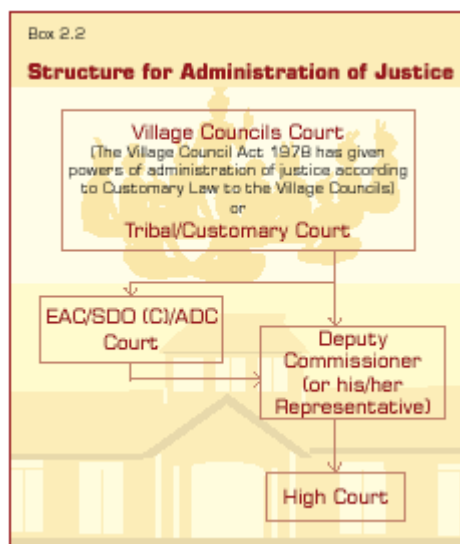 Box 2.2
Structure for Administration of Justice
Village Councils Court
(The Village Council Act 1978 has given
powers of administration of justice according
to Customary Law to the Village Councils)
or
Tribal/Customary Court
EAC/SDO (C)/ADC
Court
Deputy
Commissioner
(or his/her
Representative)
High Court